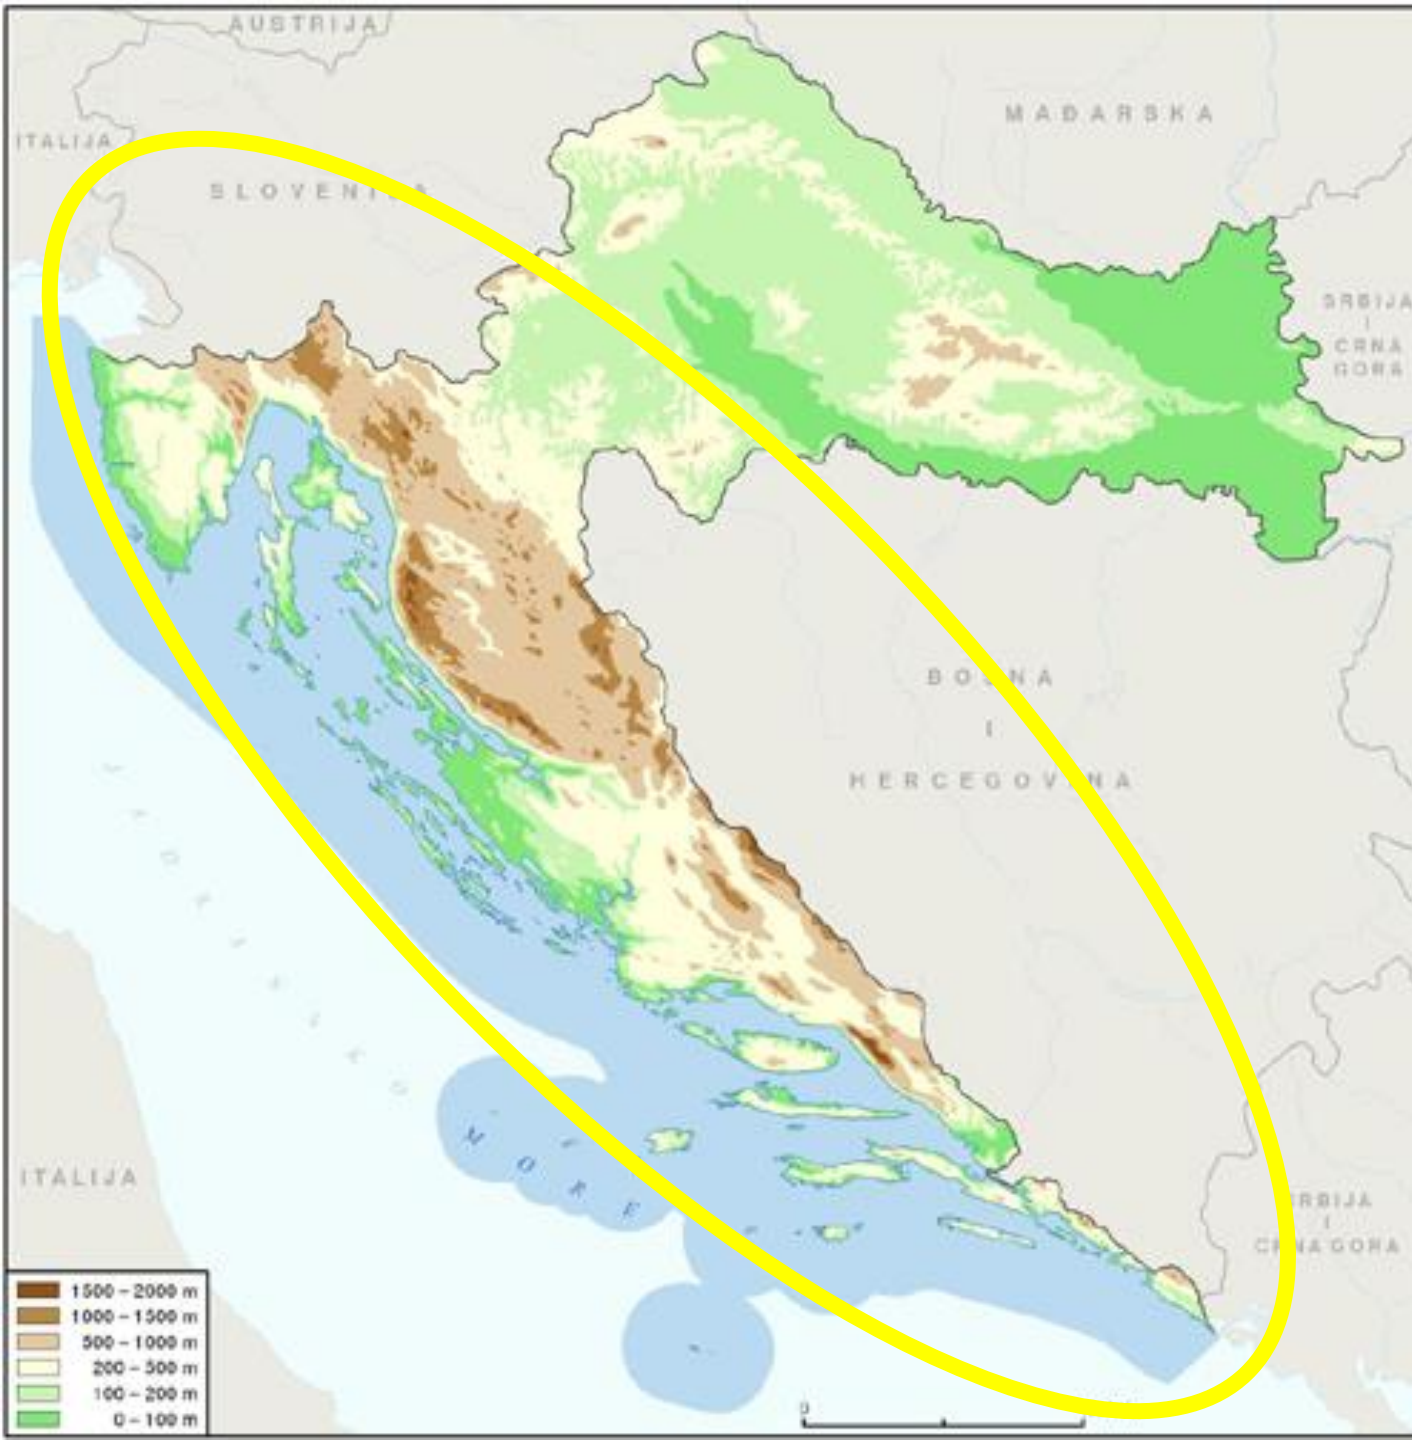 AUSTRIJA
MAĐARSKA
ITALIJA
SLOVENIJA
SRBIJA
I
CRNA
GORA
BOSNA
I
HERCEGOVINA
JADRANSKO
MORE
ITALIJA
SRBIJA
I
CRNA GORA
1500 – 2000 m
1000 – 1500 m
500 – 1000 m
200 – 500 m
100 – 200 m
0 – 100 m
0